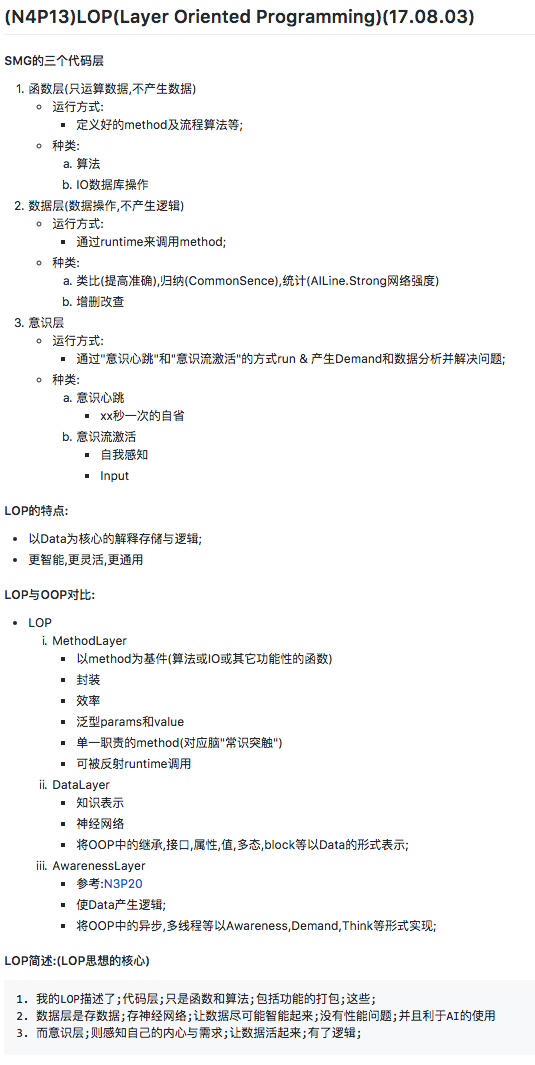 (N4P13)LOP(Layer Oriented Programming)(17.08.03)
SMG的三个代码层
1. 函数层(只运算数据,不产生数据)
运行方式:
定义好的method及流程算法等;
种类:
a. 算法
b. IO数据库操作
2. 数据层(数据操作,不产生逻辑)
运行方式:
通过runtime来调用method;
种类:
a. 类比(提高准确),归纳(CommonSence),统计(AILine.Strong网络强度)
b. 增删改查
3. 意识层
运行方式:
通过"意识心跳"和"意识流激活"的方式run & 产生Demand和数据分析并解决问题;
种类:
a. 意识心跳
xx秒一次的自省
b. 意识流激活
自我感知
Input
LOP的特点:
以Data为核心的解释存储与逻辑;
更智能,更灵活,更通用
LOP与OOP对比:
LOP
i. MethodLayer
以method为基件(算法或IO或其它功能性的函数)
封装
效率
泛型params和value
单一职责的method(对应脑"常识突触")
可被反射runtime调用
ii. DataLayer
知识表示
神经网络
将OOP中的继承,接口,属性,值,多态,block等以Data的形式表示;
iii. AwarenessLayer
参考:N3P20
使Data产生逻辑;
将OOP中的异步,多线程等以Awareness,Demand,Think等形式实现;
LOP简述:(LOP思想的核心)
1. 我的LOP描述了;代码层;只是函数和算法;包括功能的打包;这些;
2. 数据层是存数据;存神经网络;让数据尽可能智能起来;没有性能问题;并且利于AI的使用
3. 而意识层;则感知自己的内心与需求;让数据活起来;有了逻辑;